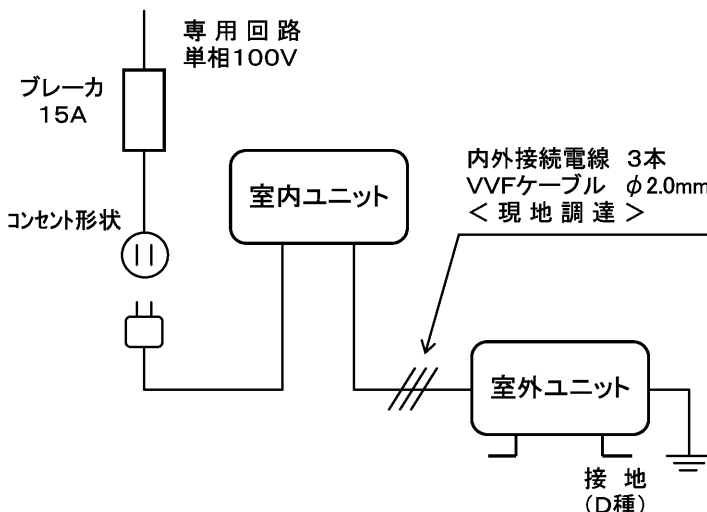 専用回路
単相100V
ブレーカ
15A
コンセント形状
室内ユニット
内外接続電線 3本
VVFケーブル φ2.0mm
<現地調達>
室外ユニット
接地
(D種)